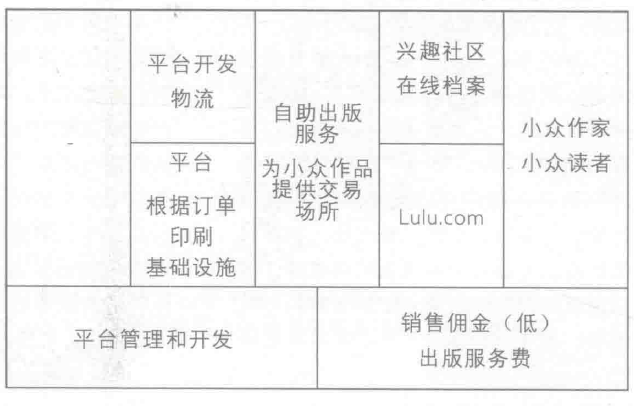 -
平台开发
物流
平台
根据订单
印刷
基础设施
自助出版
服务
为小众作品
提供交易
场所
兴趣社区
在线档案
Lulu.com
小众作家
小众读者
平台管理和开发
销售佣金（低）
出版服务费